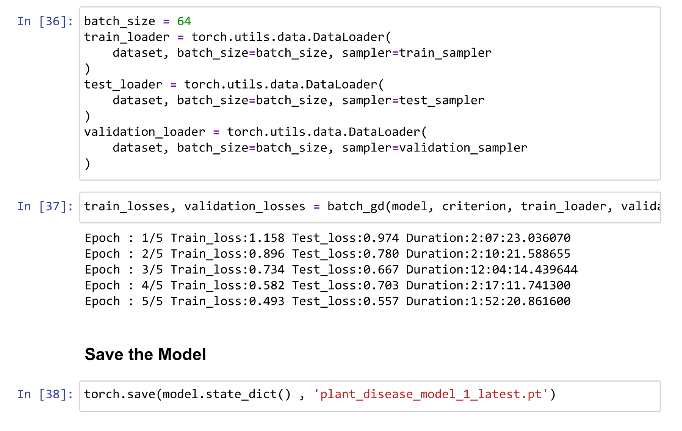 In [36]: batch_size = 64
train_loader = torch.utils.data.DataLoader(
    dataset, batch_size=batch_size, sampler=train_sampler
)
test_loader = torch.utils.data.DataLoader(
    dataset, batch_size=batch_size, sampler=test_sampler
)
validation_loader = torch.utils.data.DataLoader(
    dataset, batch_size=batch_size, sampler=validation_sampler
)
In [37]: train_losses, validation_losses = batch_gd(model, criterion, train_loader, valida
Epoch : 1/5 Train_loss:1.158 Test_loss:0.974 Duration:2:07:23.036070
Epoch : 2/5 Train_loss:0.896 Test_loss:0.780 Duration:2:10:21.588655
Epoch : 3/5 Train_loss:0.734 Test_loss:0.667 Duration:12:04:14.439644
Epoch : 4/5 Train_loss:0.582 Test_loss:0.703 Duration:2:17:11.741300
Epoch : 5/5 Train_loss:0.493 Test_loss:0.557 Duration:1:52:20.861600
Save the Model
In [38]: torch.save(model.state_dict() , 'plant_disease_model_1_latest.pt')